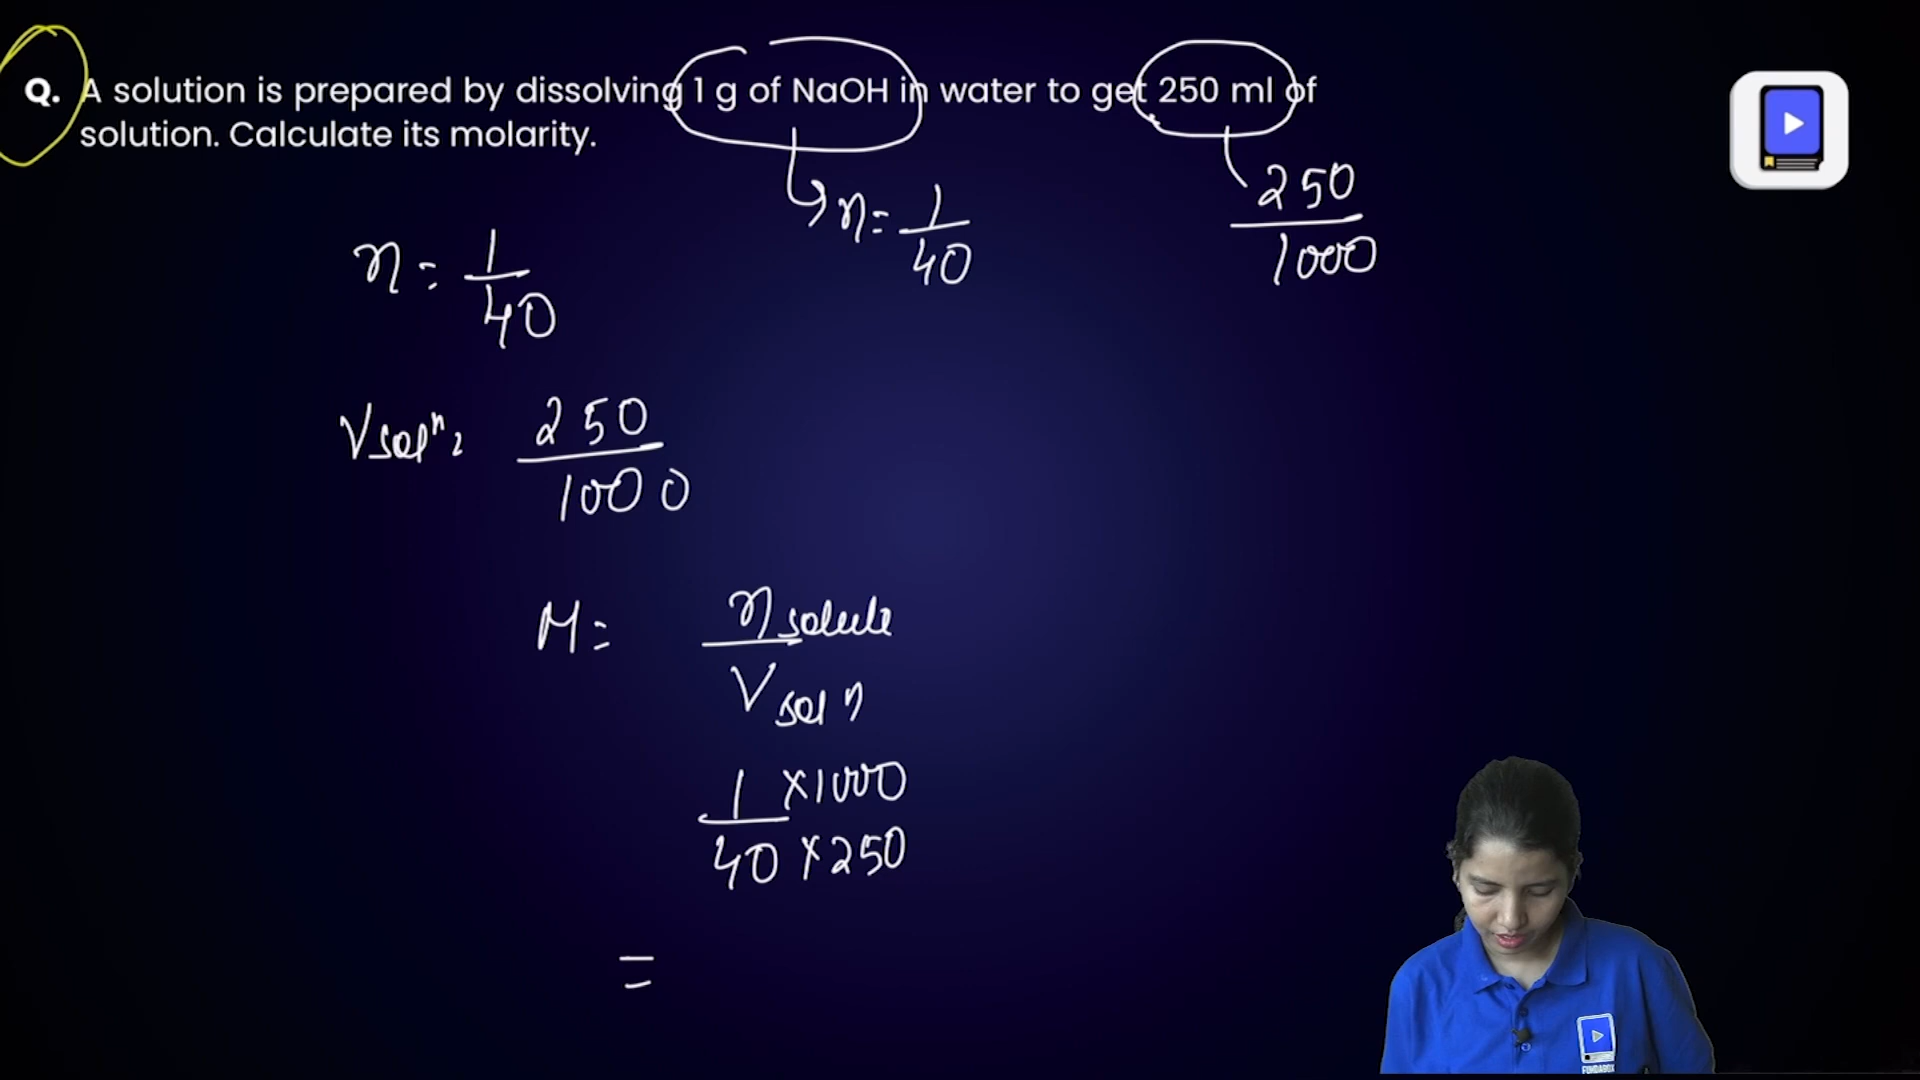 Q. A solution is prepared by dissolving 1 g of NaOH in water to get 250 ml of
solution. Calculate its molarity.
n = 1/40
250/1000
n = 1/40
Vsolⁿ = 250/1000
M = n solute / V soln
1 × 1000 / 40 × 250
=